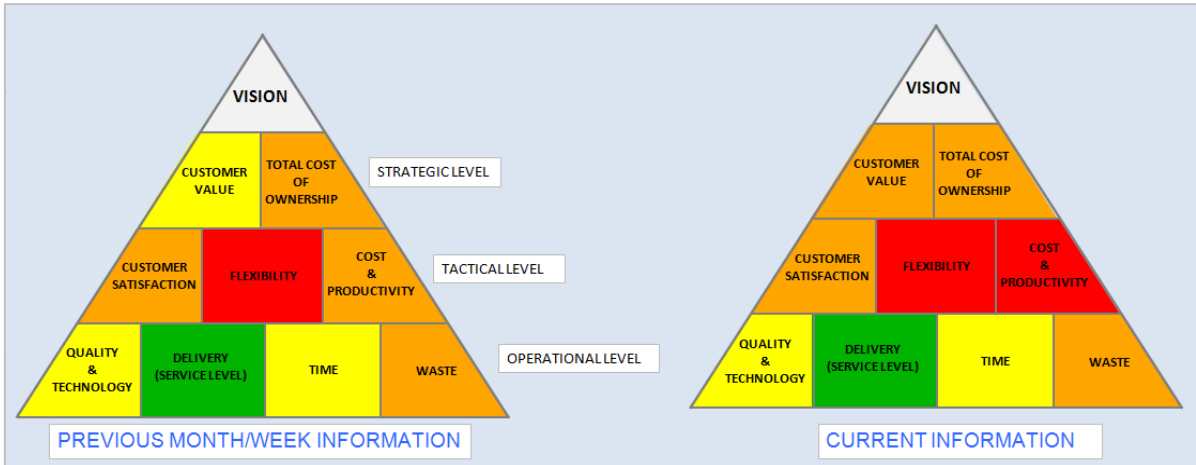 VISION
CUSTOMER
VALUE
TOTAL COST
OF
OWNERSHIP
STRATEGIC LEVEL
CUSTOMER
SATISFACTION
FLEXIBILITY
COST
&
PRODUCTIVITY
TACTICAL LEVEL
QUALITY
&
TECHNOLOGY
DELIVERY
(SERVICE LEVEL)
TIME
WASTE
OPERATIONAL LEVEL
PREVIOUS MONTH/WEEK INFORMATION
VISION
CUSTOMER
VALUE
TOTAL COST
OF
OWNERSHIP
CUSTOMER
SATISFACTION
FLEXIBILITY
COST
&
PRODUCTIVITY
QUALITY
&
TECHNOLOGY
DELIVERY
(SERVICE LEVEL)
TIME
WASTE
CURRENT INFORMATION